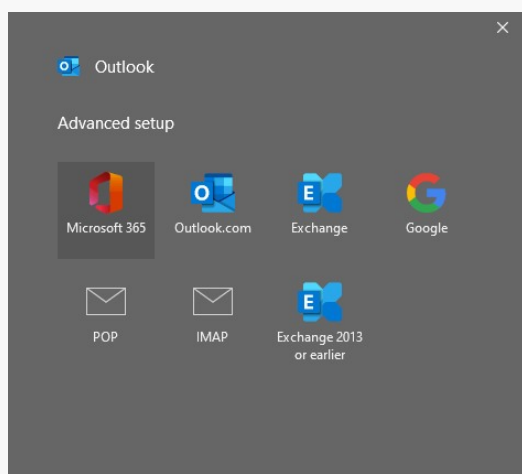 Outlook
Advanced setup
Microsoft 365
Outlook.com
Exchange
Google
POP
IMAP
Exchange 2013
or earlier